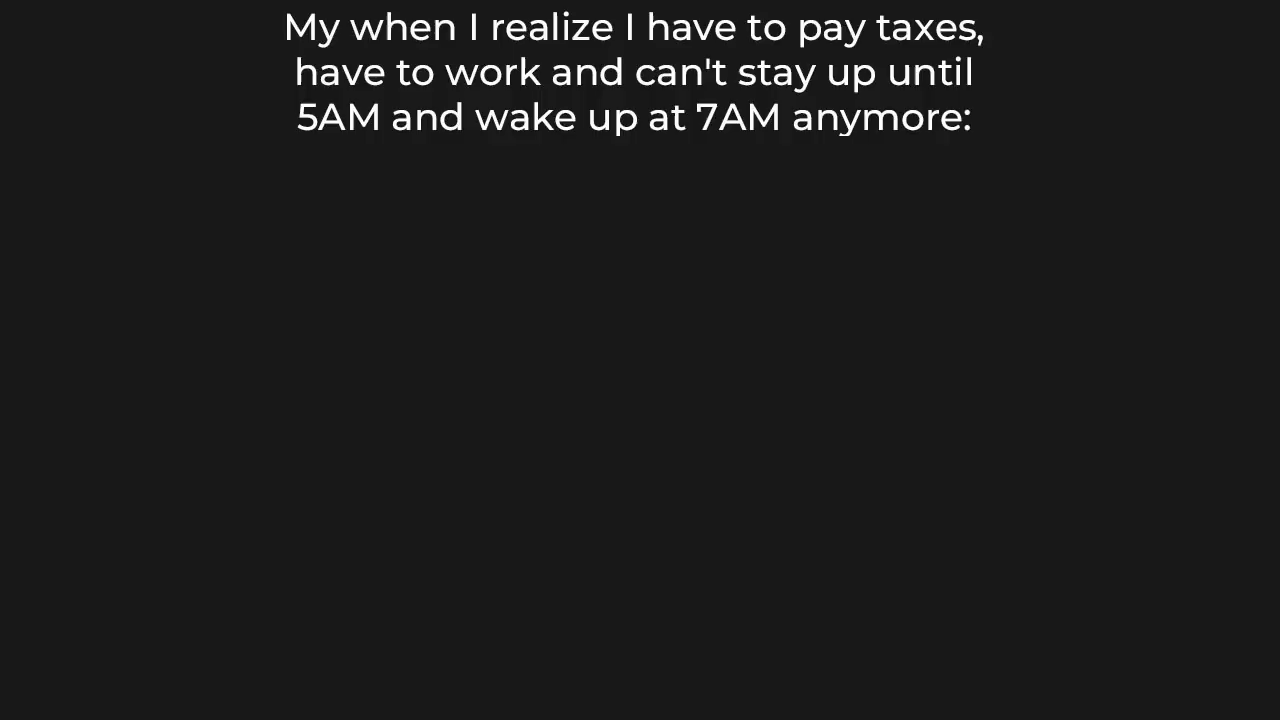 My when I realize I have to pay taxes,
have to work and can't stay up until
5AM and wake up at 7AM anymore: